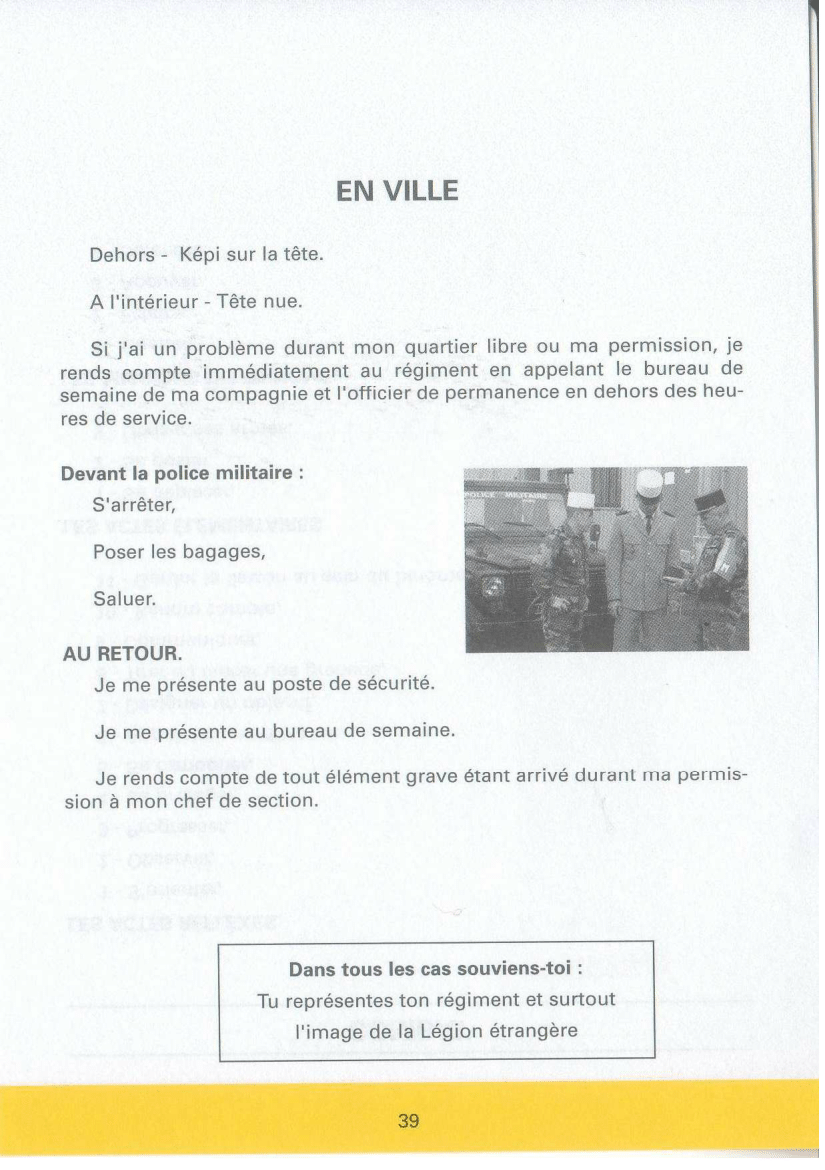 EN VILLE
Dehors - Képi sur la tête.
A l'intérieur - Tête nue.
Si j'ai un problème durant mon quartier libre ou ma permission, je
rends compte immédiatement au régiment en appelant le bureau de
semaine de ma compagnie et l'officier de permanence en dehors des heu-
res de service.
Devant la police militaire :
S'arrêter,
Poser les bagages,
Saluer.
POLICE MILITAIRE
AU RETOUR.
Je me présente au poste de sécurité.
Je me présente au bureau de semaine.
Je rends compte de tout élément grave étant arrivé durant ma permis-
sion à mon chef de section.
Dans tous les cas souviens-toi :
Tu représentes ton régiment et surtout
l'image de la Légion étrangère
39